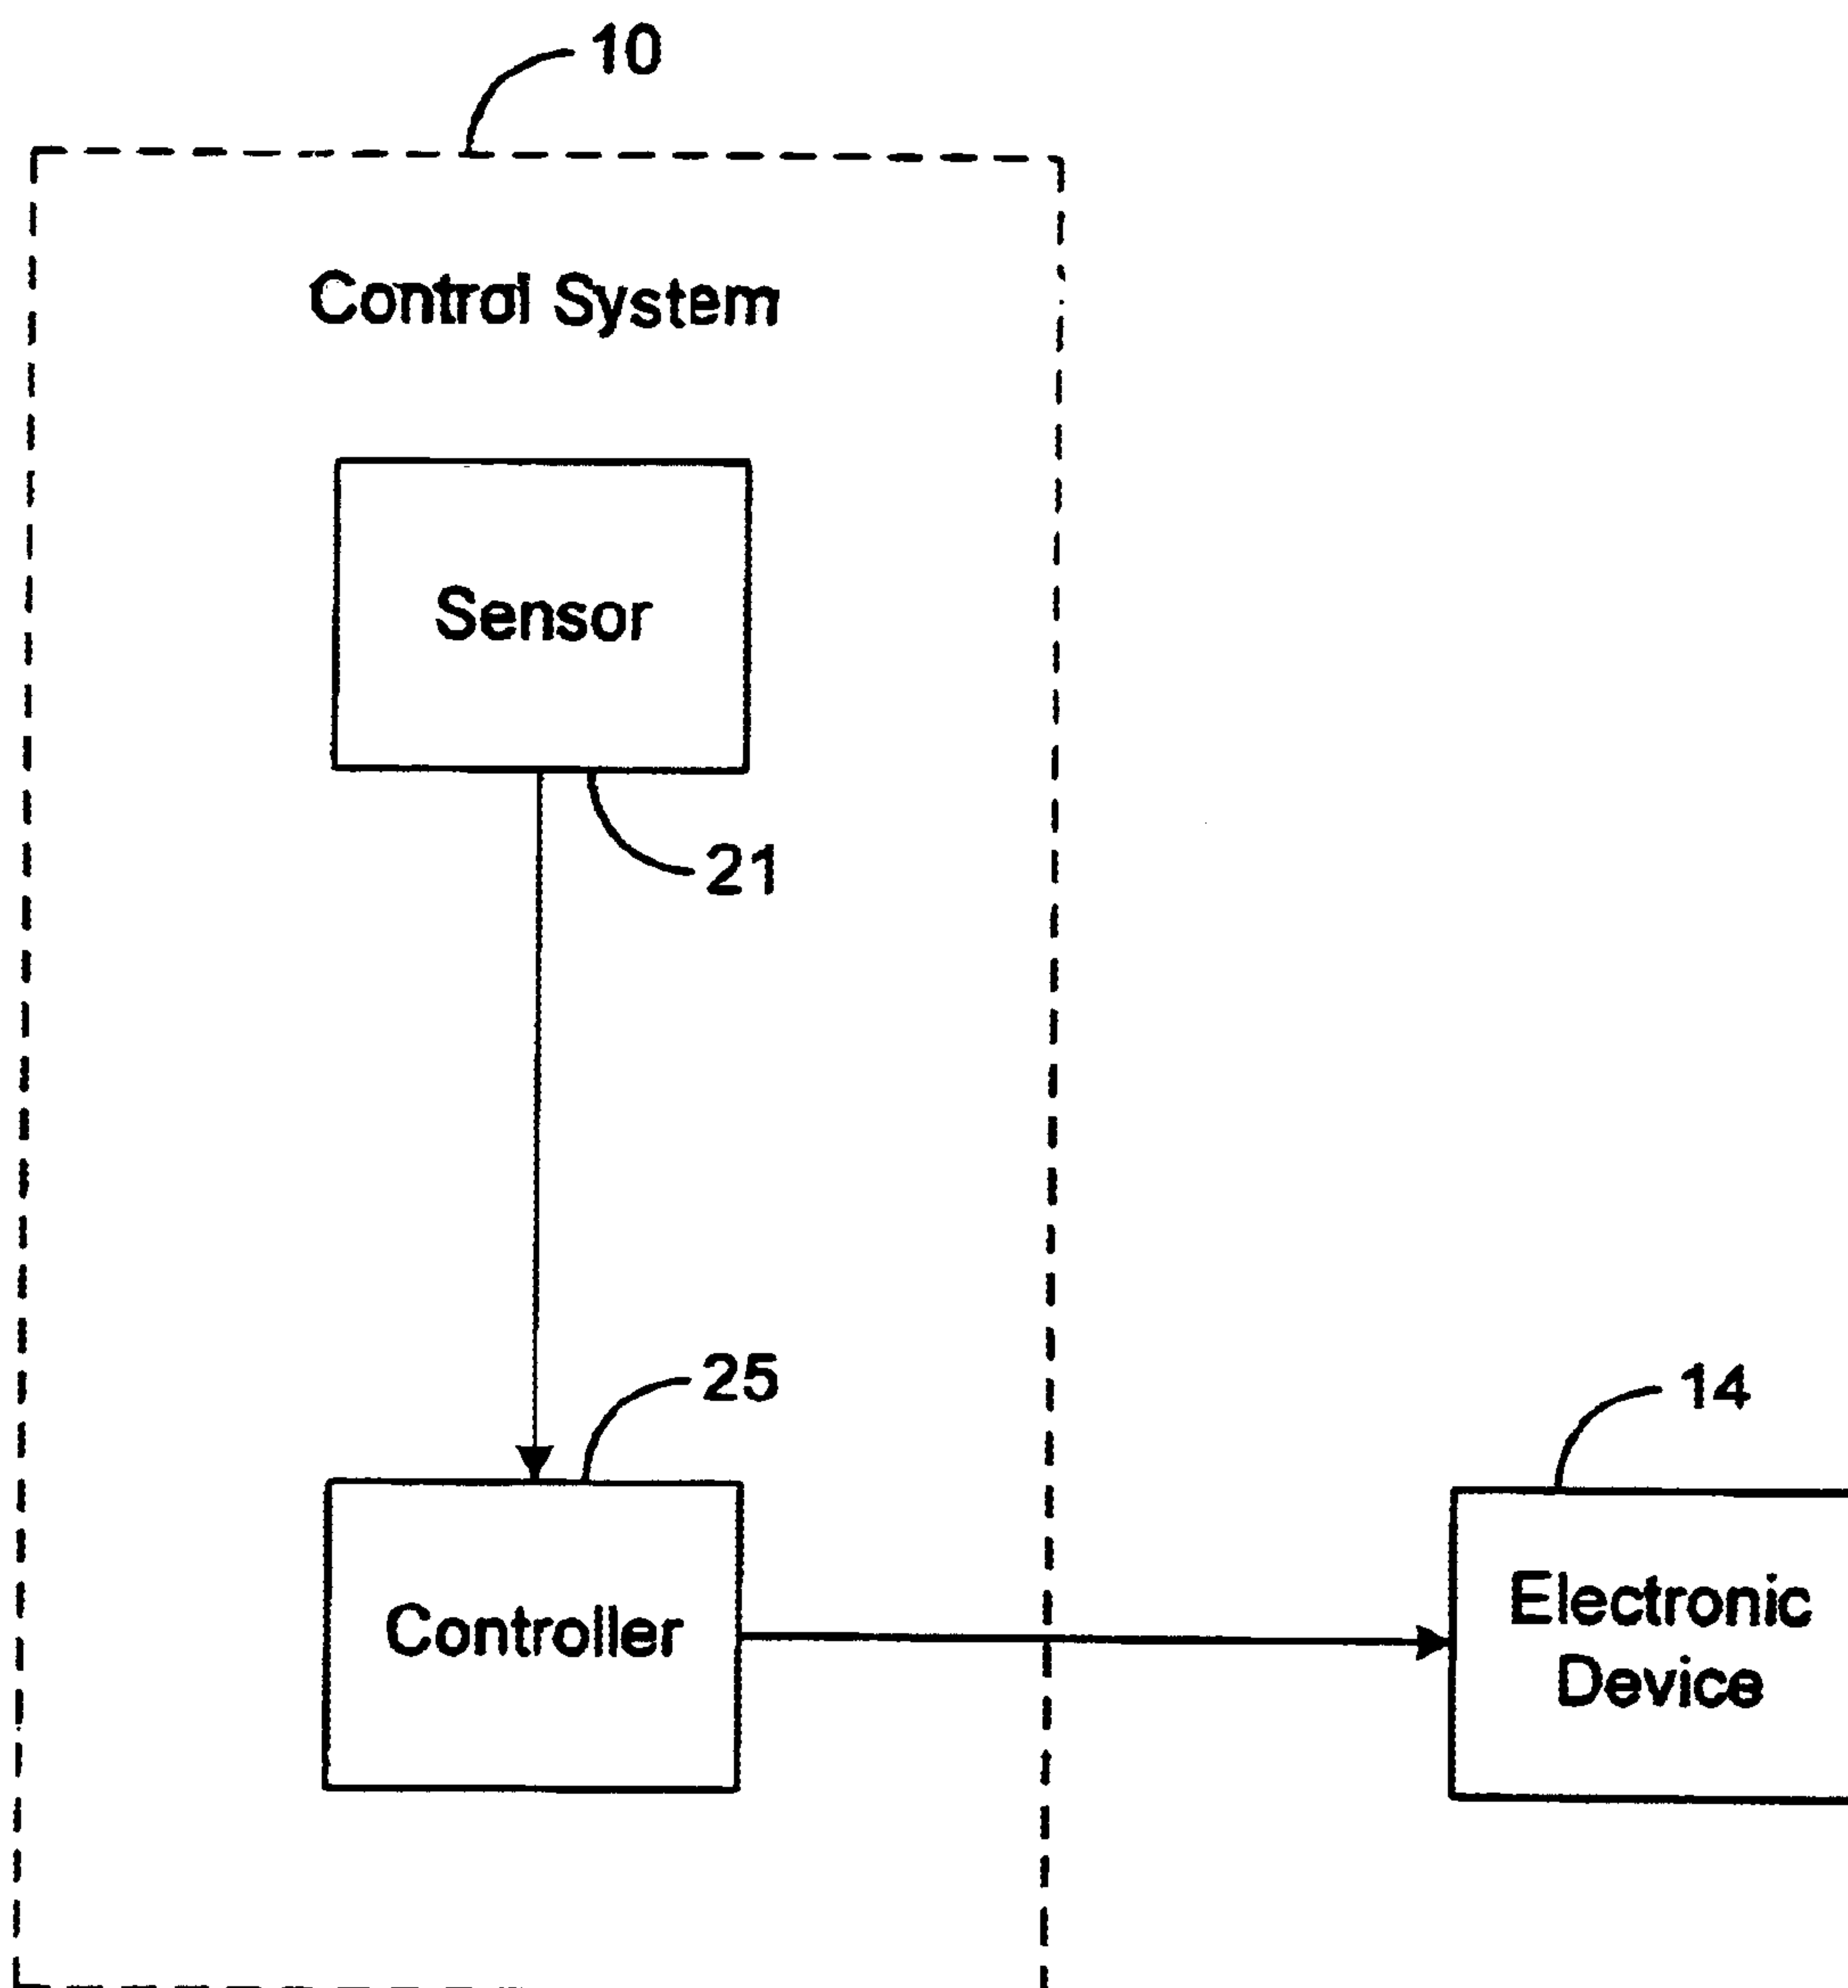 10
Control System
Sensor
21
25
14
Controller
Electronic
Device